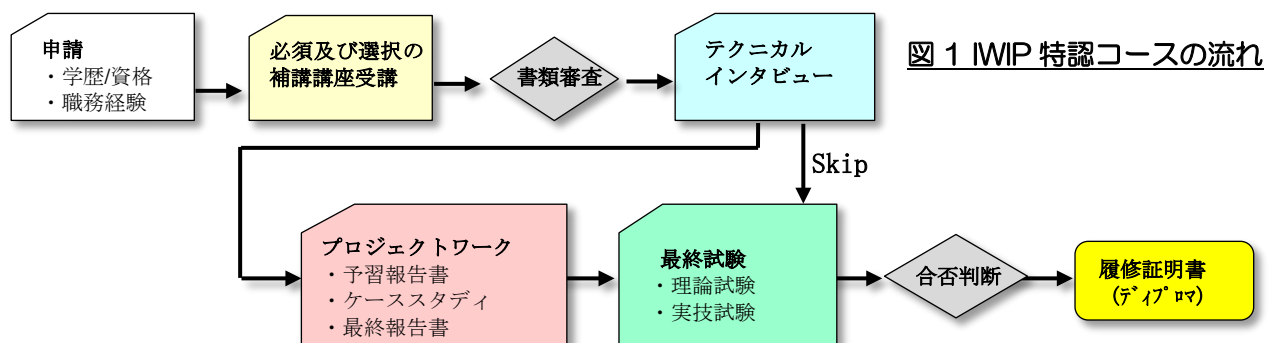 申請
・学歴/資格
・職務経験
必須及び選択の
補講講座受講
書類審査
テクニカル
インタビュー
図 1 IWIP 特認コースの流れ
Skip
プロジェクトワーク
・予習報告書
・ケーススタディ
・最終報告書
最終試験
・理論試験
・実技試験
合否判断
履修証明書
(ディプロマ)